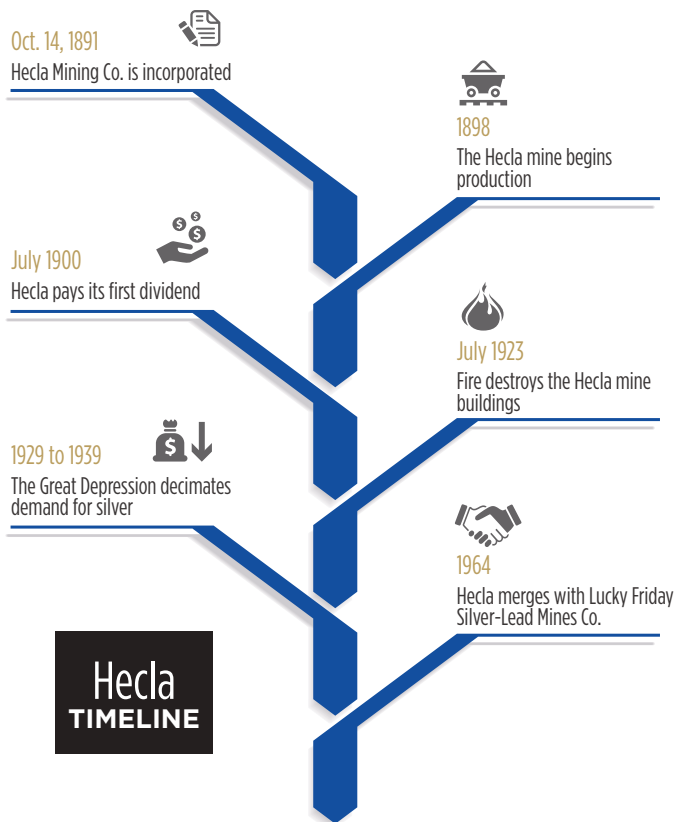 Oct. 14, 1891
Hecla Mining Co. is incorporated
1898
The Hecla mine begins
production
July 1900
Hecla pays its first dividend
July 1923
Fire destroys the Hecla mine
buildings
1929 to 1939
The Great Depression decimates
demand for silver
1964
Hecla merges with Lucky Friday
Silver-Lead Mines Co.
Hecla
TIMELINE